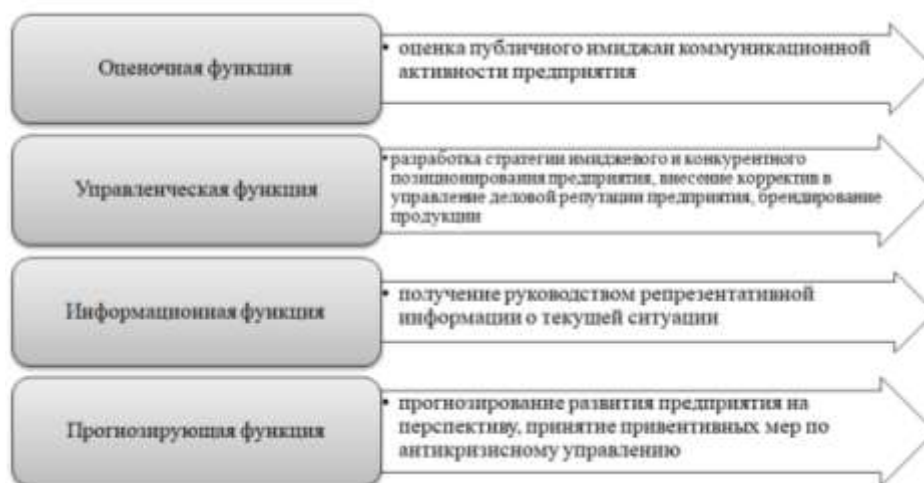 Оценочная функция
• оценка публичного имиджаи коммуникационной
активности предприятия
Управленческая функция
•разработка стратегии имиджевого и конкурентного
позиционирования предприятия, внесение корректив в
управление деловой репутации предприятия, брендирование
продукции
Информационная функция
• получение руководством репрезентативной
информации о текущей ситуации
Прогнозирующая функция
• прогнозирование развития предприятия на
перспективу, принятие привентивных мер по
антикризисному управлению